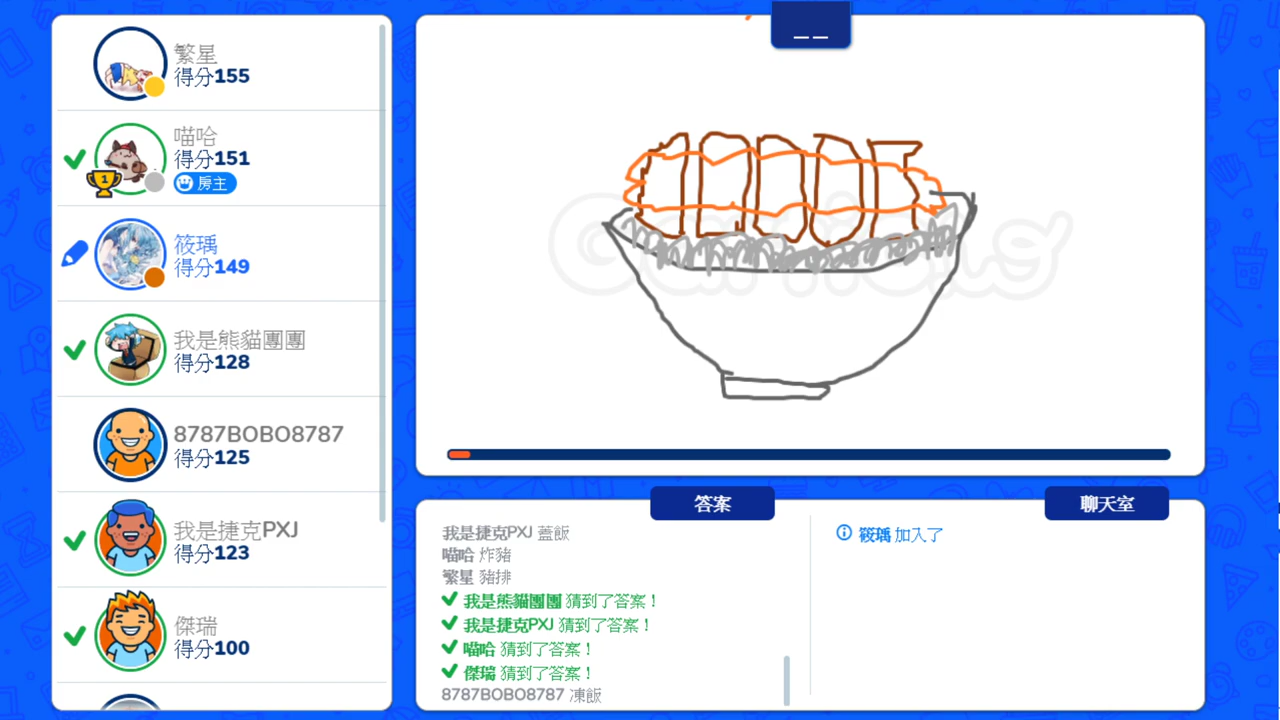 繁星
得分155
喵哈
得分151
1
房主
筱瑀
得分149
我是熊貓團團
得分128
8787BOBO8787
得分125
我是捷克PXJ
得分123
傑瑞
得分100
_ _
Gartic.io
答案
我是捷克PXJ 蓋飯
喵哈 炸豬
繁星 豬排
我是熊貓團團 猜到了答案！
我是捷克PXJ 猜到了答案！
喵哈 猜到了答案！
傑瑞 猜到了答案！
8787BOBO8787 凍飯
聊天室
筱瑀 加入了